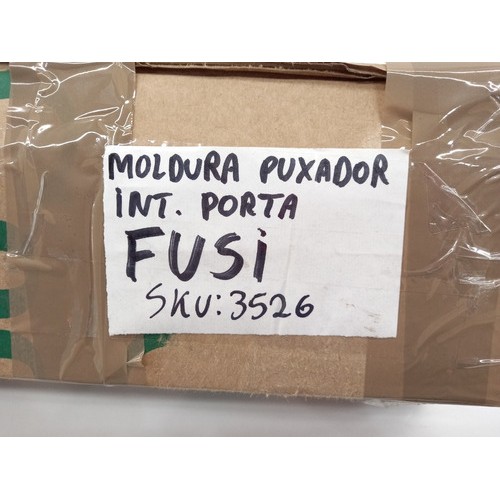 MOLDURA PUXADOR
INT. PORTA
FUSi
SKU: 3526